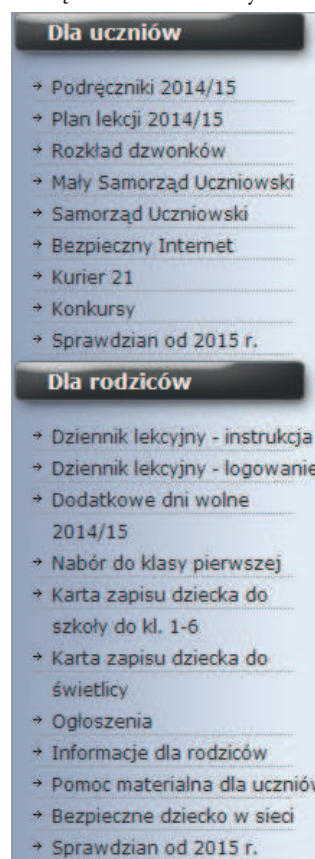 Dla uczniów
→ Podręczniki 2014/15
→ Plan lekcji 2014/15
→ Rozkład dzwonków
→ Mały Samorząd Uczniowski
→ Samorząd Uczniowski
→ Bezpieczny Internet
→ Kurier 21
→ Konkursy
→ Sprawdzian od 2015 r.
Dla rodziców
→ Dziennik lekcyjny - instrukcja
→ Dziennik lekcyjny - logowanie
→ Dodatkowe dni wolne
2014/15
→ Nabór do klasy pierwszej
→ Karta zapisu dziecka do
szkoły do kl. 1-6
→ Karta zapisu dziecka do
świetlicy
→ Ogłoszenia
→ Informacje dla rodziców
→ Pomoc materialna dla uczniów
→ Bezpieczne dziecko w sieci
→ Sprawdzian od 2015 r.